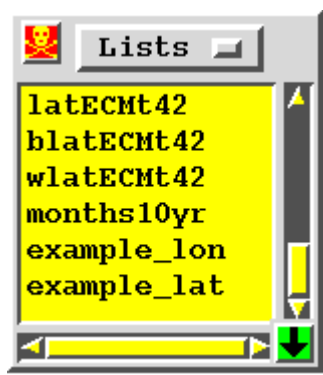 Lists
latECMt42
blatECMt42
wlatECMt42
months10yr
example_lon
example_lat